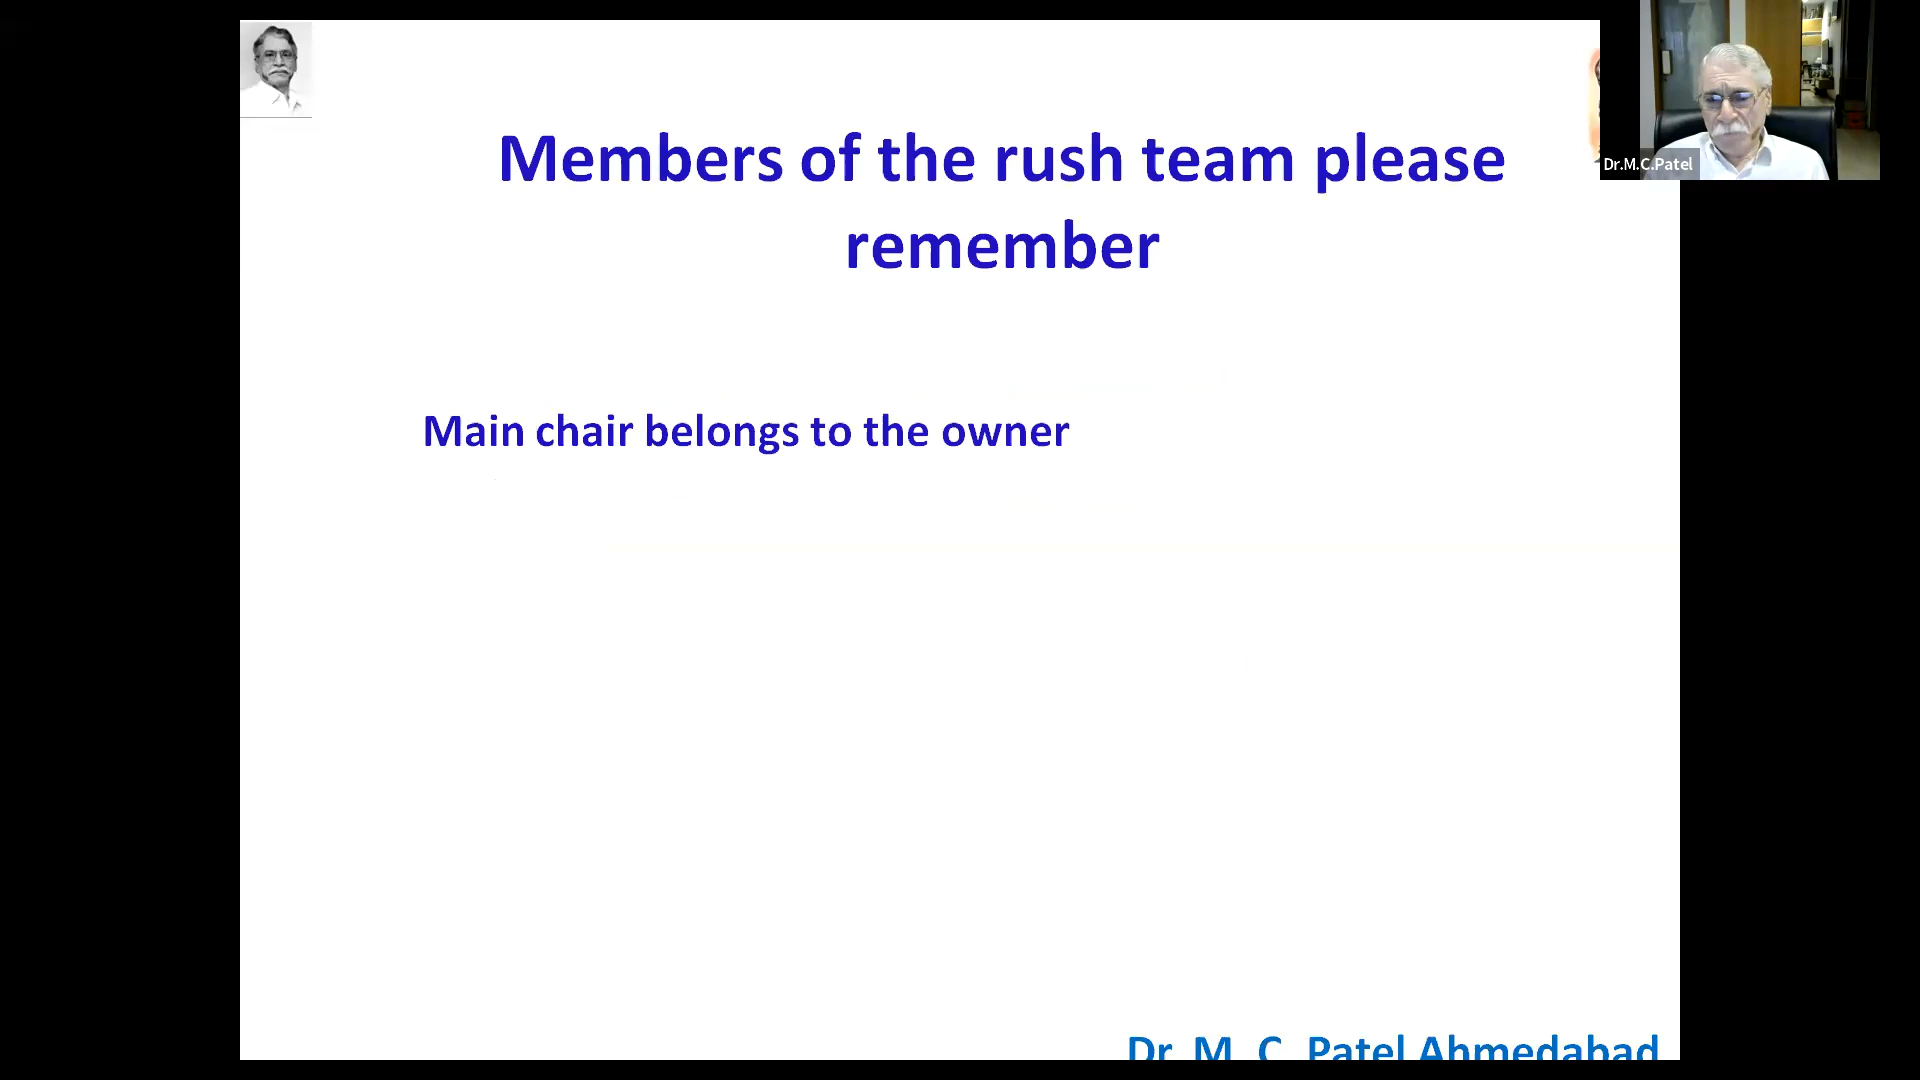 Dr.M.C.Patel
Members of the rush team please
remember
Main chair belongs to the owner
Dr. M. C. Patel Ahmedabad